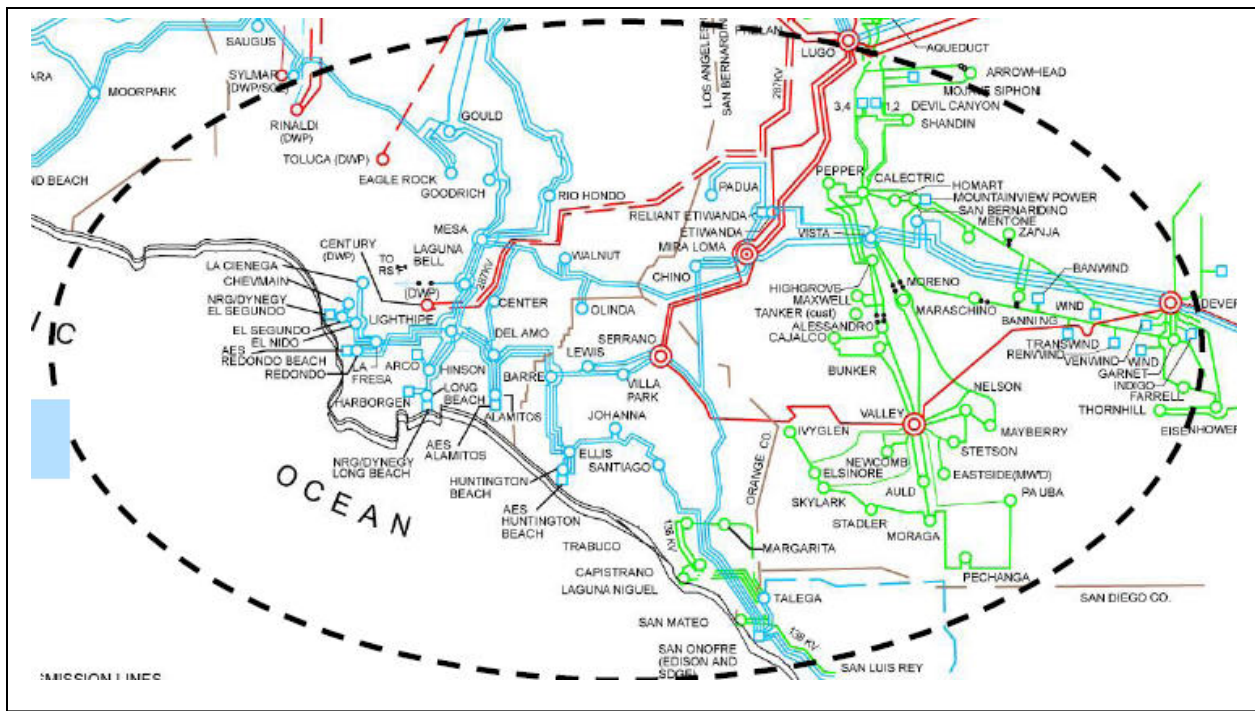 SAUGUS
PHELAN
LUGO
AQUEDUCT
LOS ANGELES
SAN BERNARDINO
287KV
ARA
MOORPARK
SYLMAR
(DWP/SCE)
ARROWHEAD
MOJAVE SIPHON
3,4
1,2
DEVIL CANYON
SHANDIN
RINALDI
(DWP)
GOULD
TOLUCA (DWP)
EAGLE ROCK
GOODRICH
ND BEACH
RIO HONDO
PADUA
PEPPER
CALECTRIC
HOMART
MOUNTAINVIEW POWER
SAN BERNARDINO
RELIANT ETIWANDA
ETIWANDA
MIRA LOMA
VISTA
MENTONE
ZANJA
MESA
CENTURY
(DWP)
TO
RS
LAGUNA
BELL
(DWP)
287KV
WALNUT
CHINO
LA CIENEGA
CHEVMAIN
NRG/DYNEGY
EL SEGUNDO
EL SEGUNDO
EL NIDO
LIGHTHIPE
CENTER
OLINDA
HIGHGROVE
MAXWELL
TANKER (cust)
ALESSANDRO
CAJALCO
MORENO
MARASCHINO
BANWIND
WND
BANNING
DEVER
TRANSWIND
RENWIND
VENWIND
WIND
GARNET
INDIGO
FARRELL
THORNHILL
EISENHOWER
V C
AES
REDONDO BEACH
REDONDO
LA
FRESA
ARCO
HINSON
DEL AMO
LEWIS
SERRANO
BARRE
VILLA
PARK
BUNKER
NELSON
HARBORGEN
LONG
BEACH
ALAMITOS
JOHANNA
VALLEY
MAYBERRY
IVYGLEN
STETSON
NEWCOMB
EASTSIDE(MWD)
ELSINORE
SKYLARK
AULD
PAUBA
STADLER
MORAGA
PECHANGA
NRG/DYNEGY
LONG BEACH
AES
ALAMITOS
ELLIS
SANTIAGO
HUNTINGTON
BEACH
AES
HUNTINGTON
BEACH
ORANGE CO.
OCEAN
138 KV
TRABUCO
MARGARITA
CAPISTRANO
LAGUNA NIGUEL
TALEGA
SAN DIEGO CO.
SAN MATEO
138 KV
SAN ONOFRE
(EDISON AND
SDGE)
SAN LUIS REY
MISSION LINES